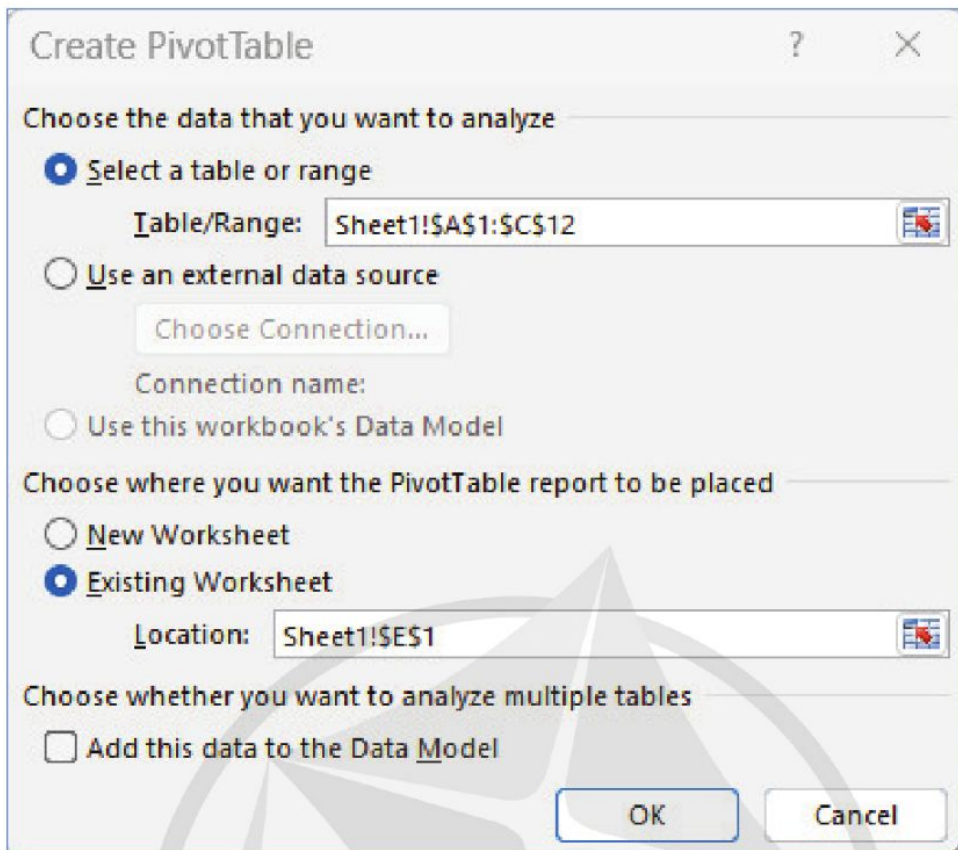 Create PivotTable ? ×
Choose the data that you want to analyze
Select a table or range
Table/Range: Sheet1!$A$1:$C$12
Use an external data source
Choose Connection...
Connection name:
Use this workbook's Data Model
Choose where you want the PivotTable report to be placed
New Worksheet
Existing Worksheet
Location: Sheet1!$E$1
Choose whether you want to analyze multiple tables
Add this data to the Data Model
OK Cancel